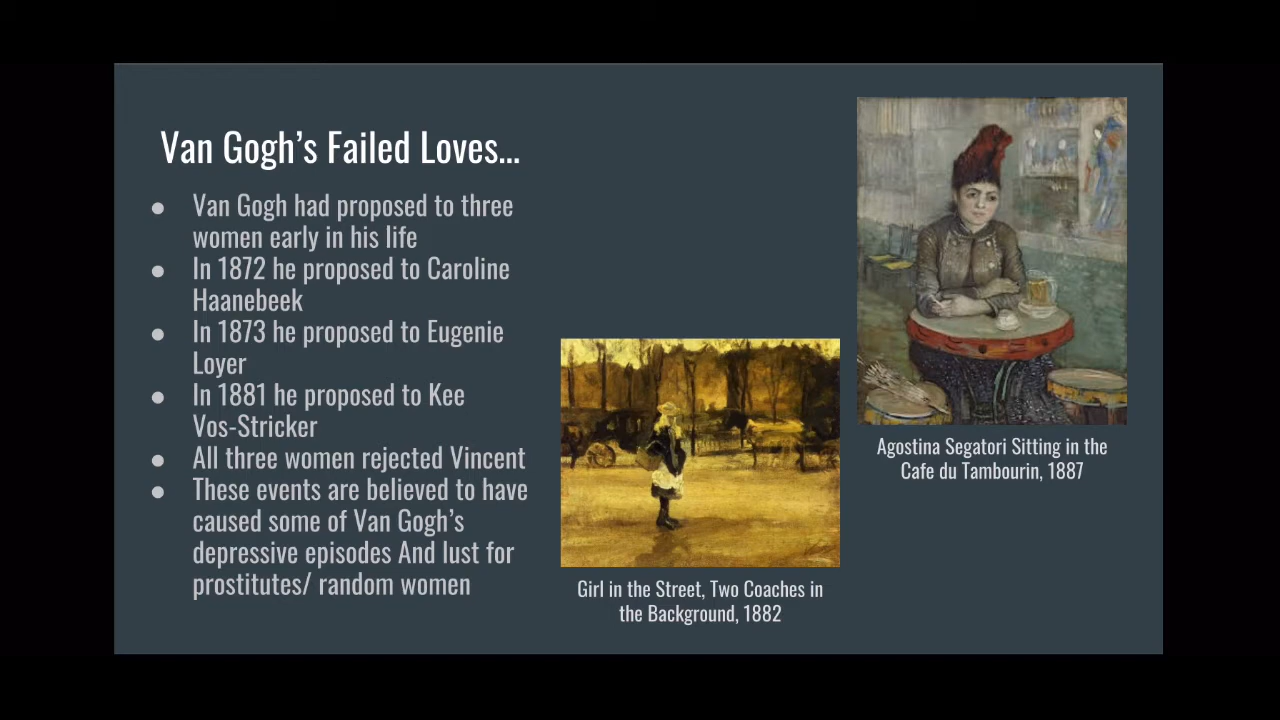 Van Gogh's Failed Loves...
● Van Gogh had proposed to three
women early in his life
● In 1872 he proposed to Caroline
Haanebeek
● In 1873 he proposed to Eugenie
Loyer
● In 1881 he proposed to Kee
Vos-Stricker
● All three women rejected Vincent
● These events are believed to have
caused some of Van Gogh's
depressive episodes And lust for
prostitutes/ random women
Girl in the Street, Two Coaches in
the Background, 1882
Agostina Segatori Sitting in the
Cafe du Tambourin, 1887